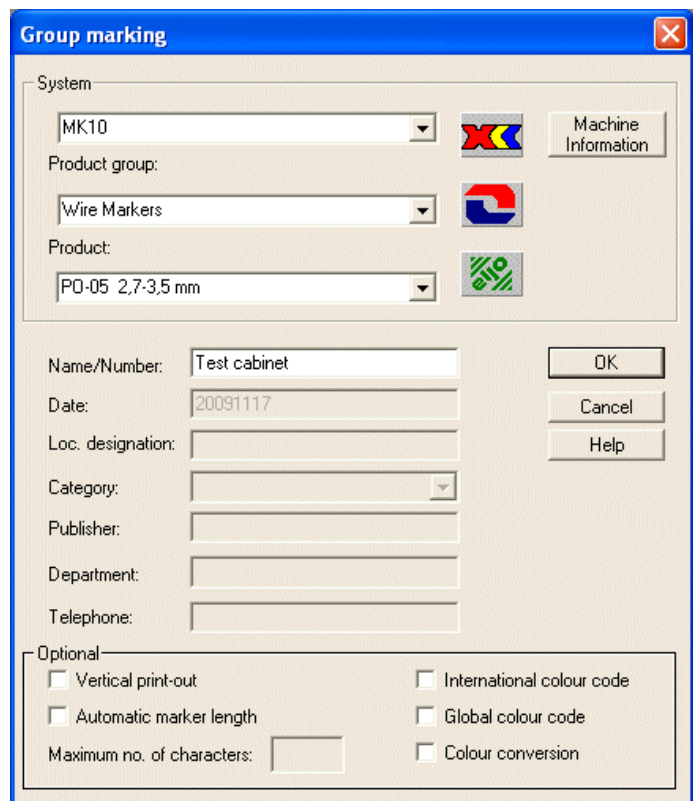 Group marking
System
MK10
Machine
Information
Product group:
Wire Markers
Product:
PO-05 2,7-3,5 mm
Name/Number: Test cabinet
OK
Date: 20091117
Cancel
Loc. designation:
Help
Category:
Publisher:
Department:
Telephone:
Optional
Vertical print-out
International colour code
Automatic marker length
Global colour code
Maximum no. of characters:
Colour conversion